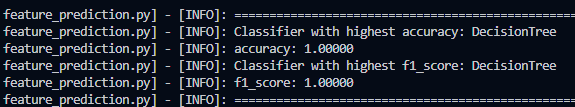 feature_prediction.py] - [INFO]: =================================================
feature_prediction.py] - [INFO]: Classifier with highest accuracy: DecisionTree
feature_prediction.py] - [INFO]: accuracy: 1.00000
feature_prediction.py] - [INFO]: Classifier with highest f1_score: DecisionTree
feature_prediction.py] - [INFO]: f1_score: 1.00000
feature_prediction.py] - [INFO]: =================================================